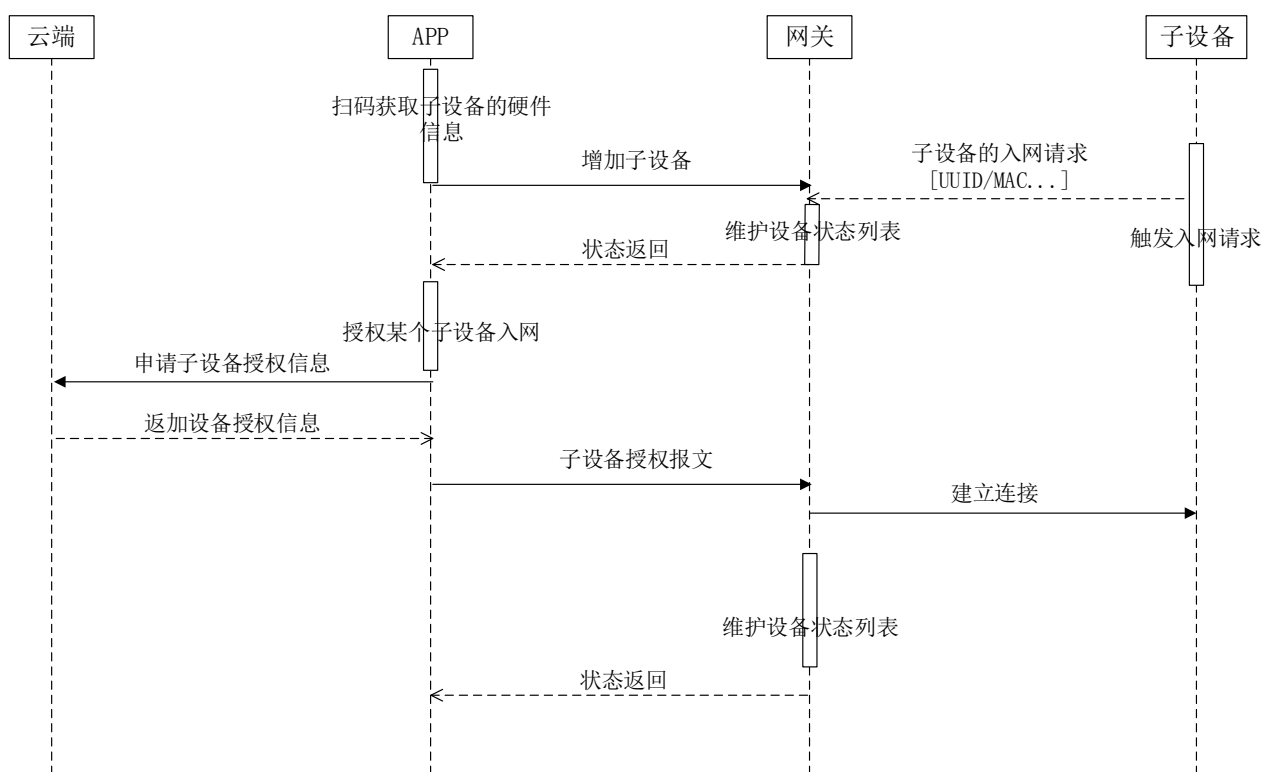 云端
APP
网关
子设备
扫码获取子设备的硬件
信息
增加子设备
子设备的入网请求
[UUID/MAC...]
维护设备状态列表
触发入网请求
状态返回
授权某个子设备入网
申请子设备授权信息
返加设备授权信息
子设备授权报文
建立连接
维护设备状态列表
状态返回